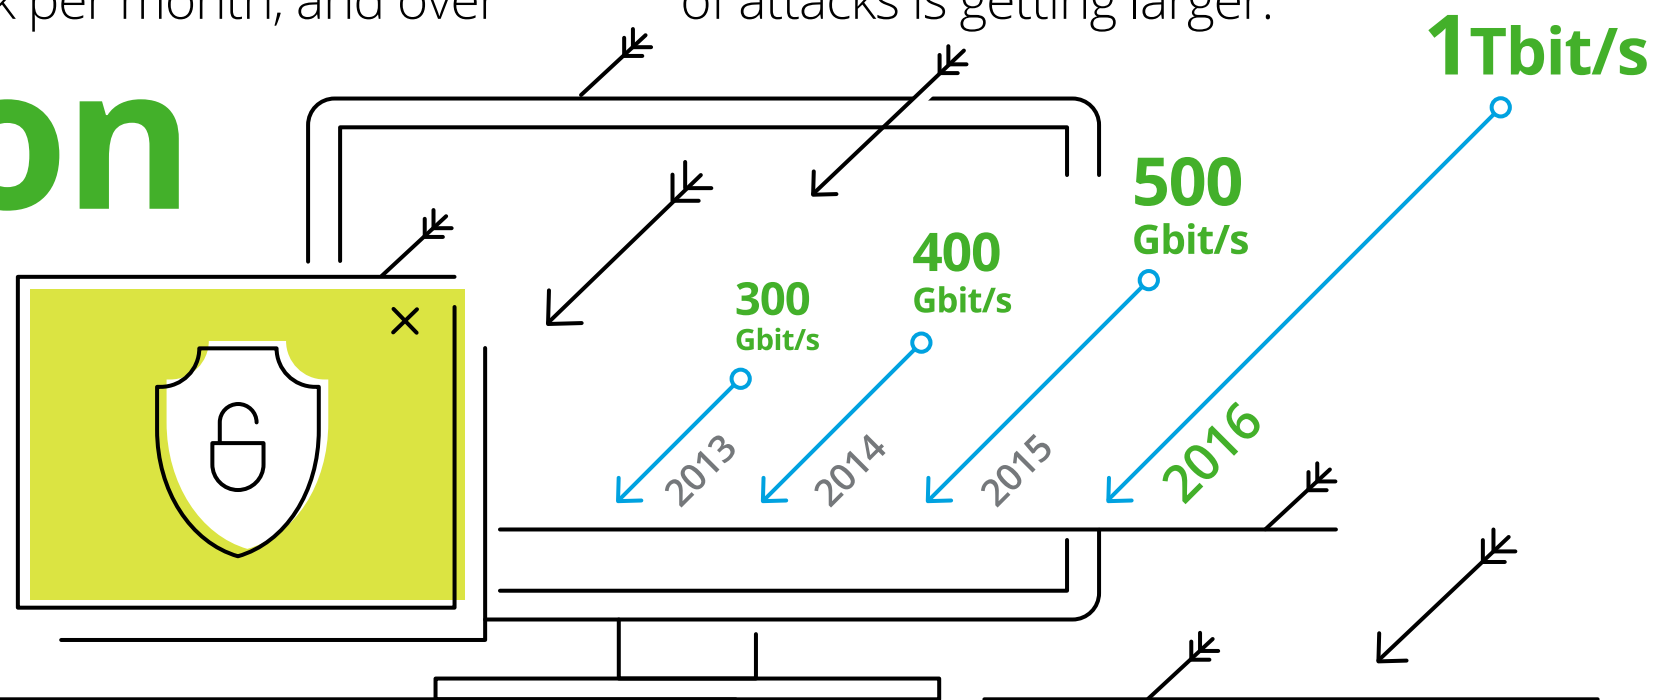 per month, and over
of attacks is getting larger.
on
1Tbit/s
500
Gbit/s
400
Gbit/s
300
Gbit/s
2013
2014
2015
2016